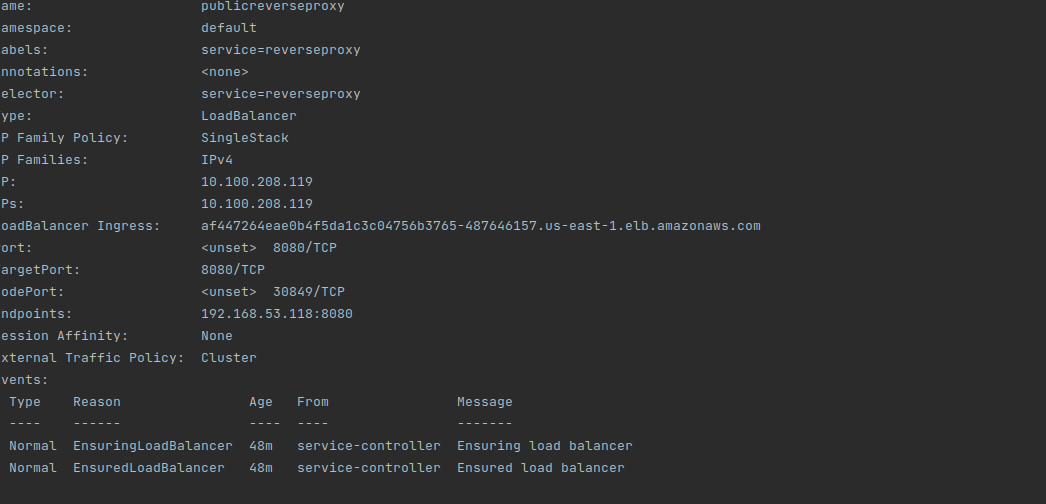 ame: publicreverseproxy
amespace: default
abels: service=reverseproxy
nnotations: <none>
elector: service=reverseproxy
ype: LoadBalancer
P Family Policy: SingleStack
P Families: IPv4
P: 10.100.208.119
Ps: 10.100.208.119
oadBalancer Ingress: af447264eae0b4f5da1c3c04756b3765-487646157.us-east-1.elb.amazonaws.com
ort: <unset> 8080/TCP
argetPort: 8080/TCP
odePort: <unset> 30849/TCP
ndpoints: 192.168.53.118:8080
ession Affinity: None
xternal Traffic Policy: Cluster
vents:
Type Reason Age From Message
---- ------ ---- ---- -------
Normal EnsuringLoadBalancer 48m service-controller Ensuring load balancer
Normal EnsuredLoadBalancer 48m service-controller Ensured load balancer